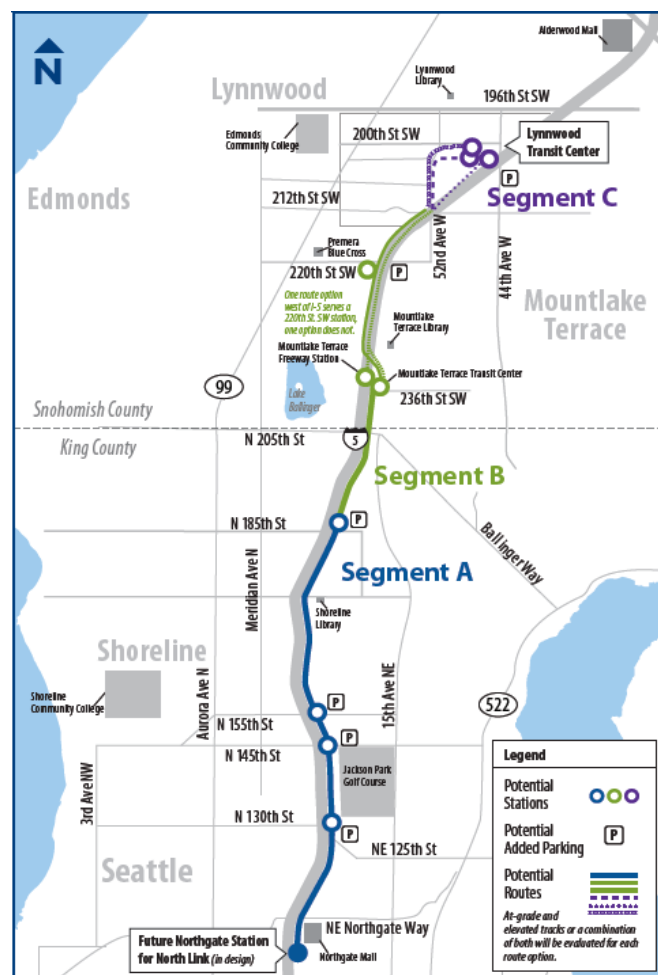 Alderwood Mall
N
Lynnwood
Lynnwood
Library
196th St SW
Edmonds
Community College
200th St SW
Lynnwood
Transit Center
P
Segment C
Edmonds
212th St SW
52nd Ave W
44th Ave W
Premera
Blue Cross
220th St SW
P
One route option
west of I-5 serves a
220th St. SW station,
one option does not.
Mountlake
Terrace
Mountlake
Terrace Library
Mountlake Terrace
Freeway Station
Mountlake Terrace Transit Center
99
Lake
Ballinger
236th St SW
Snohomish County
King County
N 205th St
5
Segment B
N 185th St
P
Ballinger Way
Segment A
Meridian Ave N
Shoreline
Library
Shoreline
Shoreline
Community College
Aurora Ave N
15th Ave NE
522
P
N 155th St
P
N 145th St
3rd Ave NW
Jackson Park
Golf Course
N 130th St
P
NE 125th St
Seattle
NE Northgate Way
Future Northgate Station
for North Link (in design)
Northgate Mall
Legend
Potential
Stations
Potential
Added Parking
P
Potential
Routes
At-grade and
elevated tracks or a combination
of both will be evaluated for each
route option.